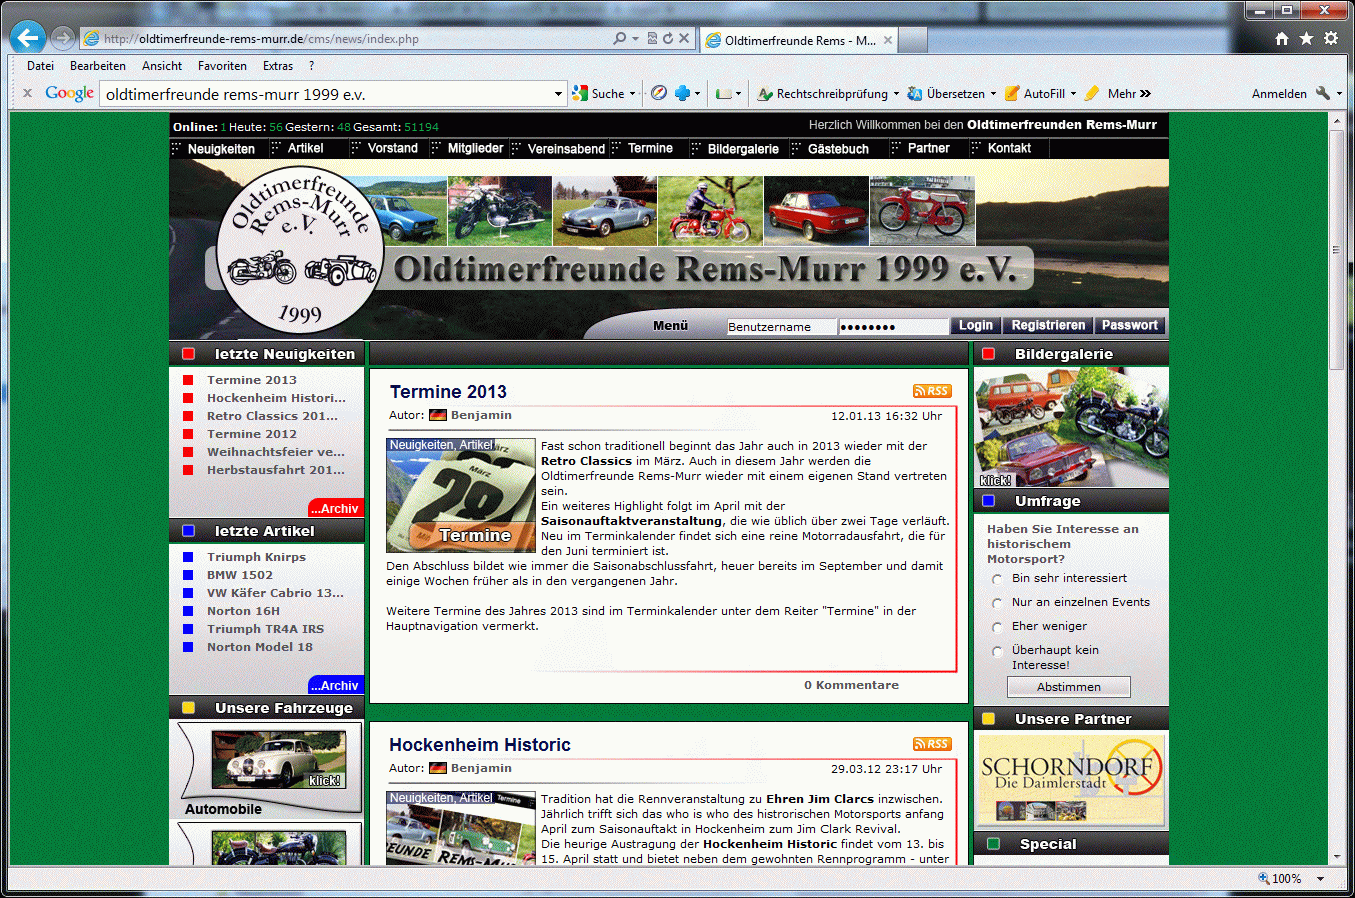 http://oldtimerfreunde-rems-murr.de/cms/news/index.php
Oldtimerfreunde Rems - M...
Datei Bearbeiten Ansicht Favoriten Extras ?
x Google oldtimerfreunde rems-murr 1999 e.v. Suche Rechtschreibprüfung Übersetzen AutoFill Mehr » Anmelden
Online: 1 Heute: 56 Gestern: 48 Gesamt: 51194
Herzlich Willkommen bei den Oldtimerfreunden Rems-Murr
Neuigkeiten Artikel Vorstand Mitglieder Vereinsabend Termine Bildergalerie Gästebuch Partner Kontakt
Oldtimerfreunde
Rems-Murr
e.V.
1999
Oldtimerfreunde Rems-Murr 1999 e.V.
Menü Benutzername Login Registrieren Passwort
letzte Neuigkeiten
Termine 2013
Hockenheim Histori...
Retro Classics 201...
Termine 2012
Weihnachtsfeier ve...
Herbstausfahrt 201...
...Archiv
letzte Artikel
Triumph Knirps
BMW 1502
VW Käfer Cabrio 13...
Norton 16H
Triumph TR4A IRS
Norton Model 18
...Archiv
Unsere Fahrzeuge
klick!
Automobile
Termine 2013
RSS
Autor: Benjamin
12.01.13 16:32 Uhr
Neuigkeiten, Artikel
März
März
28
Termine
Fast schon traditionell beginnt das Jahr auch in 2013 wieder mit der
Retro Classics im März. Auch in diesem Jahr werden die
Oldtimerfreunde Rems-Murr wieder mit einem eigenen Stand vertreten
sein.
Ein weiteres Highlight folgt im April mit der
Saisonauftaktveranstaltung, die wie üblich über zwei Tage verläuft.
Neu im Terminkalender findet sich eine reine Motorradausfahrt, die für
den Juni terminiert ist.
Den Abschluss bildet wie immer die Saisonabschlussfahrt, heuer bereits im September und damit
einige Wochen früher als in den vergangenen Jahr.
Weitere Termine des Jahres 2013 sind im Terminkalender unter dem Reiter "Termine" in der
Hauptnavigation vermerkt.
0 Kommentare
Hockenheim Historic
RSS
Autor: Benjamin
29.03.12 23:17 Uhr
Neuigkeiten, Artikel
Termine
Tradition hat die Rennveranstaltung zu Ehren Jim Clarcs inzwischen.
Jährlich trifft sich das who is who des histrorischen Motorsports anfang
April zum Saisonauftakt in Hockenheim zum Jim Clark Revival.
Die heurige Austragung der Hockenheim Historic findet vom 13. bis
15. April statt und bietet neben dem gewohnten Rennprogramm - unter
Bildergalerie
klick!
Umfrage
Haben Sie Interesse an
historischem
Motorsport?
Bin sehr interessiert
Nur an einzelnen Events
Eher weniger
Überhaupt kein
Interesse!
Abstimmen
Unsere Partner
SCHORNDORF
Die Daimlerstadt
Special
100%